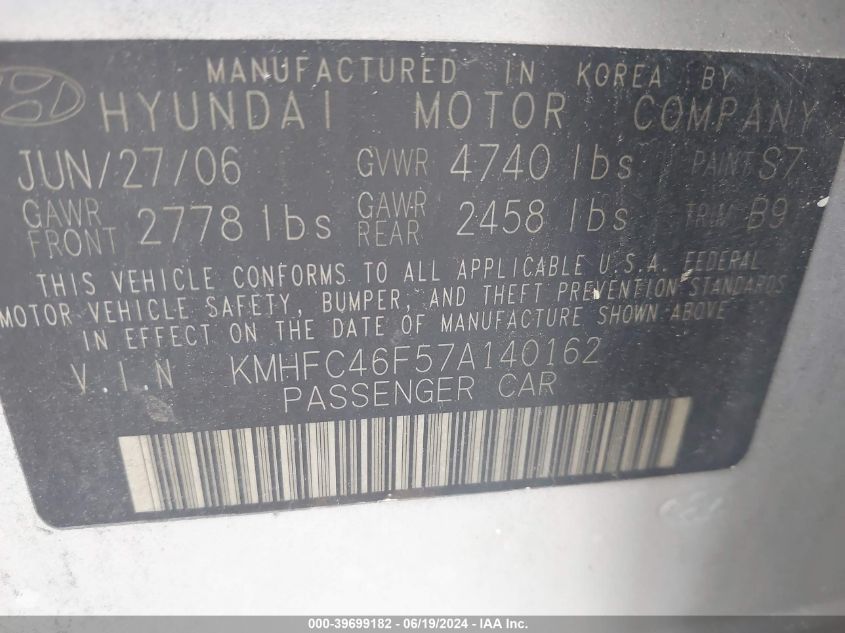 MANUFACTURED IN KOREA BY
HYUNDAI MOTOR COMPANY
JUN/27/06 GVWR 4740 lbs PAINT S7
GAWR FRONT 2778 lbs GAWR REAR 2458 lbs TRIM B9
THIS VEHICLE CONFORMS TO ALL APPLICABLE U.S.A. FEDERAL
MOTOR VEHICLE SAFETY, BUMPER, AND THEFT PREVENTION STANDARDS
IN EFFECT ON THE DATE OF MANUFACTURE SHOWN ABOVE
V.I.N KMHFC46F57A140162
PASSENGER CAR
000-39699182 - 06/19/2024 - IAA Inc.